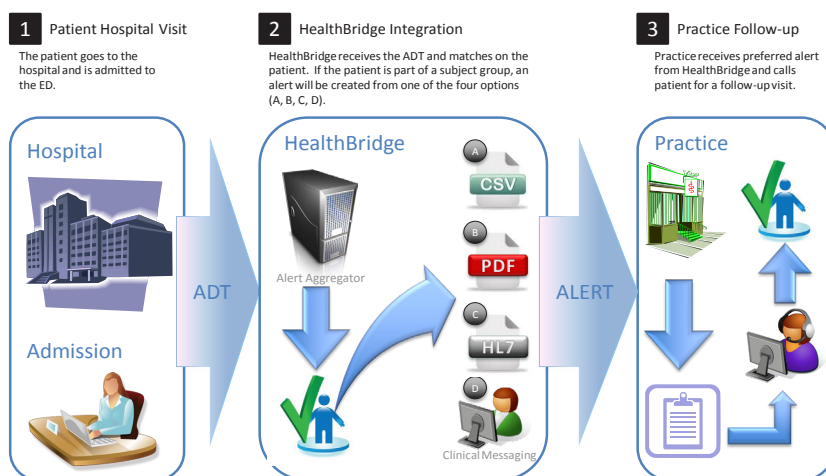 1 Patient Hospital Visit
The patient goes to the
hospital and is admitted to
the ED.
2 HealthBridge Integration
HealthBridge receives the ADT and matches on the
patient. If the patient is part of a subject group, an
alert will be created from one of the four options
(A, B, C, D).
3 Practice Follow-up
Practice receives preferred alert
from HealthBridge and calls
patient for a follow-up visit.
Hospital
Admission
ADT
HealthBridge
Alert Aggregator
A
CSV
B
PDF
C
HL7
D
Clinical Messaging
ALERT
Practice